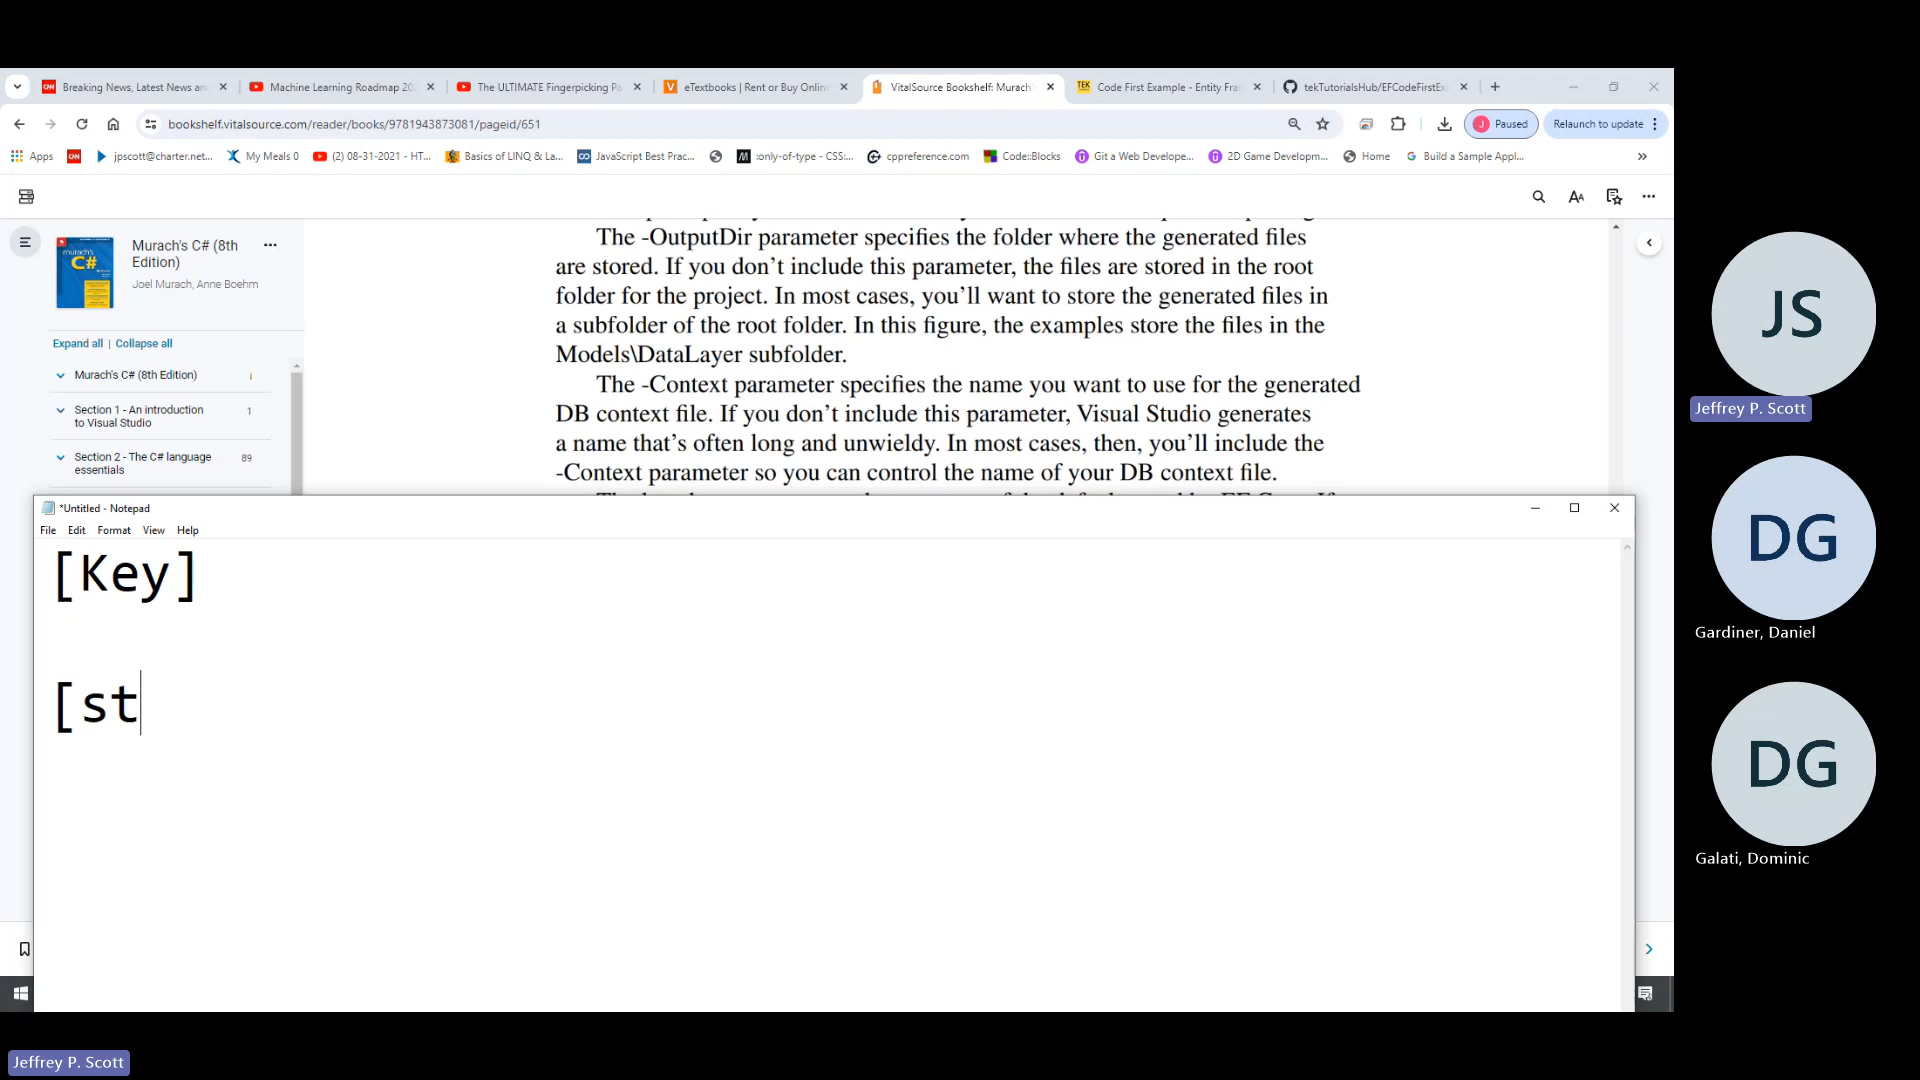 Breaking News, Latest News an
Machine Learning Roadmap 20
The ULTIMATE Fingerpicking Pa
eTextbooks | Rent or Buy Onlin
VitalSource Bookshelf: Murach'
Code First Example - Entity Fra
tekTutorialsHub/EFCodeFirstEx
bookshelf.vitalsource.com/reader/books/9781943873081/pageid/651
Paused
Relaunch to update
Apps
jpscott@charter.net...
My Meals 0
(2) 08-31-2021 - HT...
Basics of LINQ & La...
JavaScript Best Prac...
:only-of-type - CSS:...
cppreference.com
Code::Blocks
Git a Web Develope...
2D Game Developm...
Home
Build a Sample Appl...
Murach's C# (8th
Edition)
Joel Murach, Anne Boehm
Expand all | Collapse all
Murach's C# (8th Edition) i
Section 1 - An introduction 1
to Visual Studio
Section 2 - The C# language 89
essentials
The -OutputDir parameter specifies the folder where the generated files
are stored. If you don't include this parameter, the files are stored in the root
folder for the project. In most cases, you'll want to store the generated files in
a subfolder of the root folder. In this figure, the examples store the files in the
Models\DataLayer subfolder.
The -Context parameter specifies the name you want to use for the generated
DB context file. If you don't include this parameter, Visual Studio generates
a name that's often long and unwieldy. In most cases, then, you'll include the
-Context parameter so you can control the name of your DB context file.
*Untitled - Notepad
File Edit Format View Help
[Key]
[st
JS
Jeffrey P. Scott
DG
Gardiner, Daniel
DG
Galati, Dominic
Jeffrey P. Scott